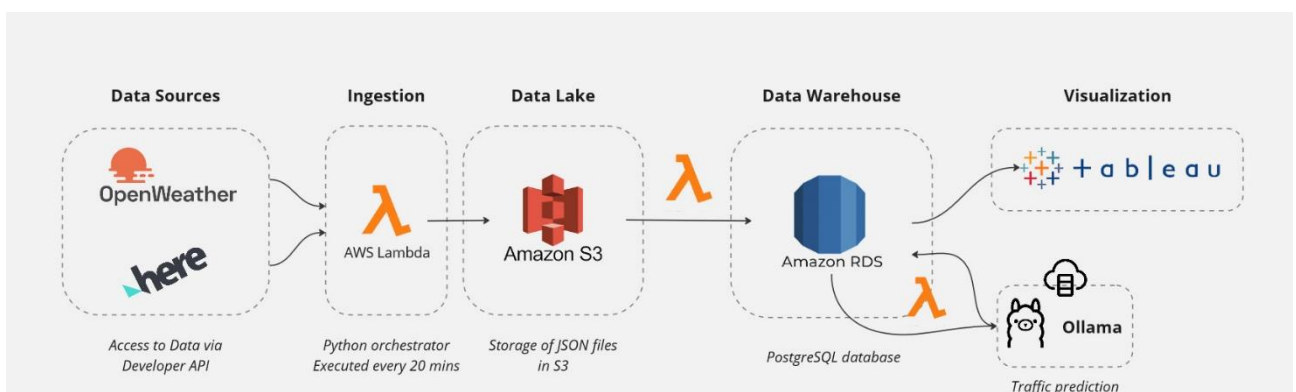 Data Sources
Ingestion
Data Lake
Data Warehouse
Visualization
OpenWeather
here
AWS Lambda
Amazon S3
Amazon RDS
+ableau
Ollama
Access to Data via
Developer API
Python orchestrator
Executed every 20 mins
Storage of JSON files
in S3
PostgreSQL database
Traffic prediction